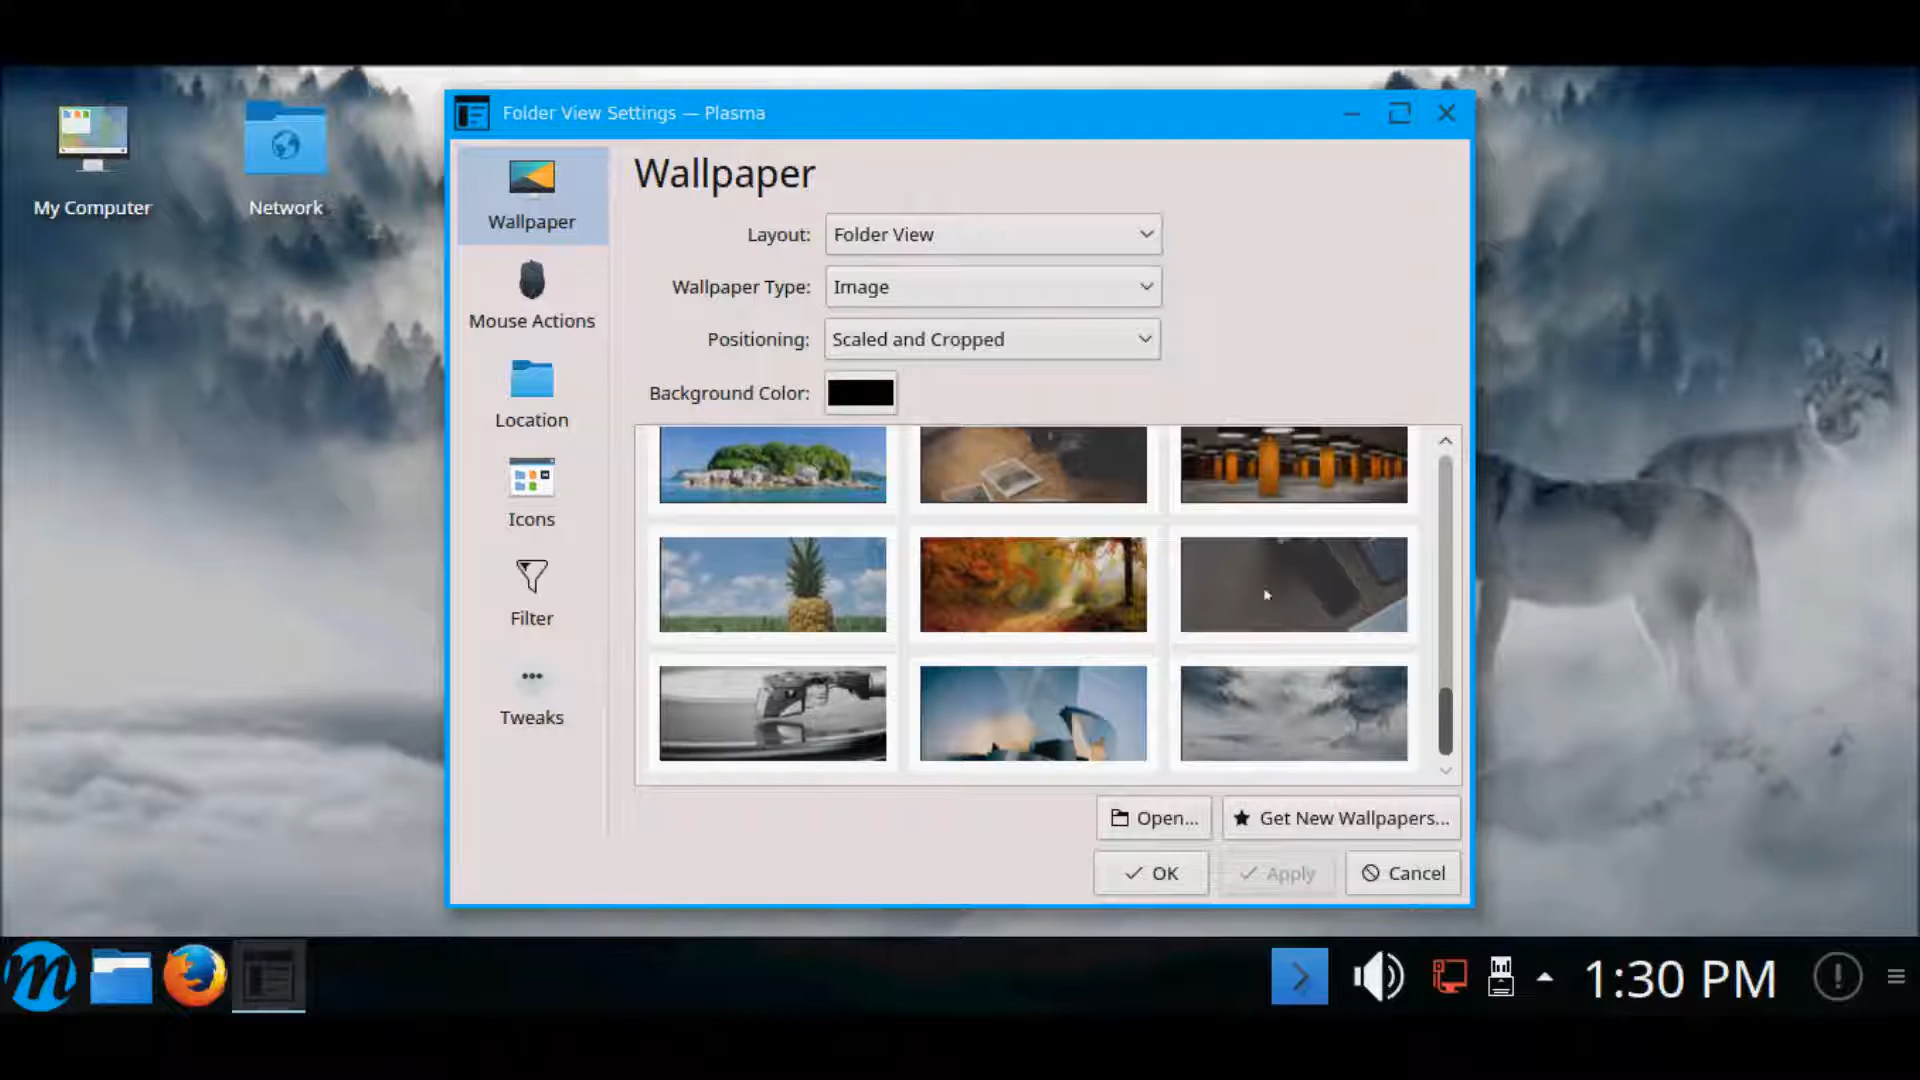 My Computer
Network
Folder View Settings — Plasma
Wallpaper
Mouse Actions
Location
Icons
Filter
Tweaks
Wallpaper
Layout: Folder View
Wallpaper Type: Image
Positioning: Scaled and Cropped
Background Color:
Open...
Get New Wallpapers...
OK
Apply
Cancel
m
1:30 PM